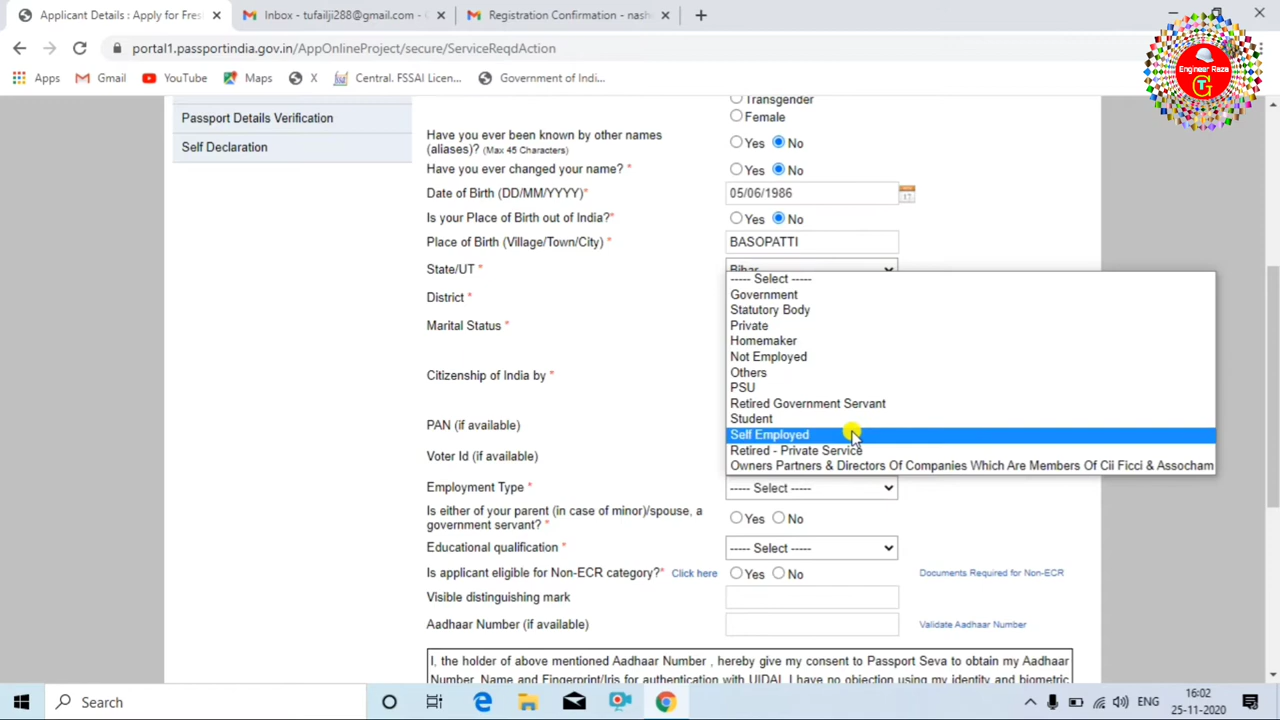 Applicant Details : Apply for Fres
Inbox - tufailji288@gmail.com - G
Registration Confirmation - nash
portal1.passportindia.gov.in/AppOnlineProject/secure/ServiceReqdAction
Apps
Gmail
YouTube
Maps
X
Central. FSSAI Licen...
Government of Indi...
Engineer Raza
T
G
Transgender
Passport Details Verification
Female
Self Declaration
Have you ever been known by other names
(aliases)? (Max 45 Characters)
Yes No
Have you ever changed your name? *
Yes No
Date of Birth (DD/MM/YYYY)*
05/06/1986
17
Is your Place of Birth out of India?*
Yes No
Place of Birth (Village/Town/City) *
BASOPATTI
State/UT *
Bihar
District *
Marital Status *
Citizenship of India by *
PAN (if available)
Voter Id (if available)
----- Select -----
Government
Statutory Body
Private
Homemaker
Not Employed
Others
PSU
Retired Government Servant
Student
Self Employed
Retired - Private Service
Owners Partners & Directors Of Companies Which Are Members Of Cii Ficci & Assocham
Employment Type *
----- Select -----
Is either of your parent (in case of minor)/spouse, a
government servant? *
Yes No
Educational qualification *
----- Select -----
Is applicant eligible for Non-ECR category?* Click here
Yes No
Documents Required for Non-ECR
Visible distinguishing mark
Aadhaar Number (if available)
Validate Aadhaar Number
I, the holder of above mentioned Aadhaar Number , hereby give my consent to Passport Seva to obtain my Aadhaar
Number, Name and Fingerprint/Iris for authentication with UIDAI. I have no objection using my identity and biometric
Search
ENG
16:02
25-11-2020